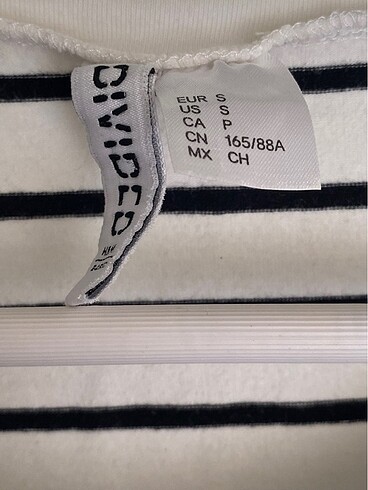 DIVIDED
H&M
EUR S
US S
CA P
CN 165/88A
MX CH